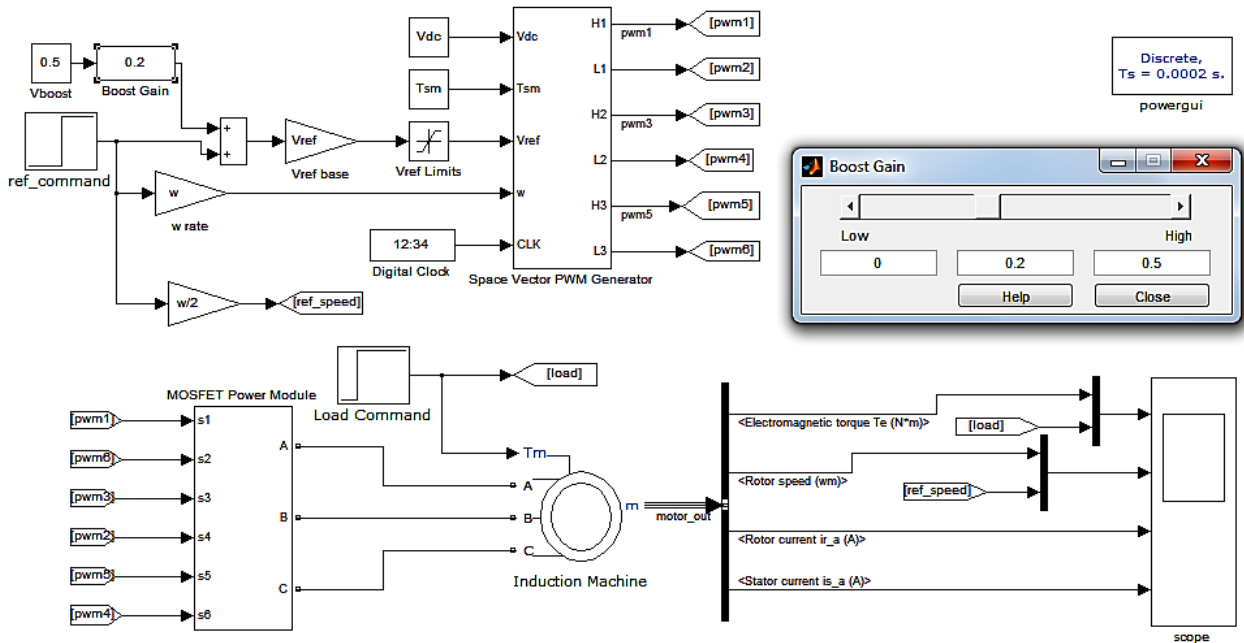 Vdc
H1
pwm1
[pwm1]
0.5
Vboost
0.2
Boost Gain
Vdc
L1
[pwm2]
Discrete,
Ts = 0.0002 s.
powergui
Tsm
Tsm
H2
pwm3
[pwm3]
ref_command
+
+
Vref
Vref base
Vref Limits
Vref
L2
[pwm4]
w
w rate
w
H3
pwm5
[pwm5]
12:34
Digital Clock
CLK
L3
[pwm6]
Space Vector PWM Generator
w/2
[ref_speed]
Boost Gain
Low
High
0
0.2
0.5
Help
Close
MOSFET Power Module
Load Command
[load]
[pwm1]
s1
[pwm6]
s2
[pwm3]
s3
[pwm2]
s4
[pwm5]
s5
[pwm4]
s6
A
B
C
Tm
A
B
C
m
motor_out
Induction Machine
<Electromagnetic torque Te (N*m)>
[load]
<Rotor speed (wm)>
[ref_speed]
<Rotor current ir_a (A)>
<Stator current is_a (A)>
scope